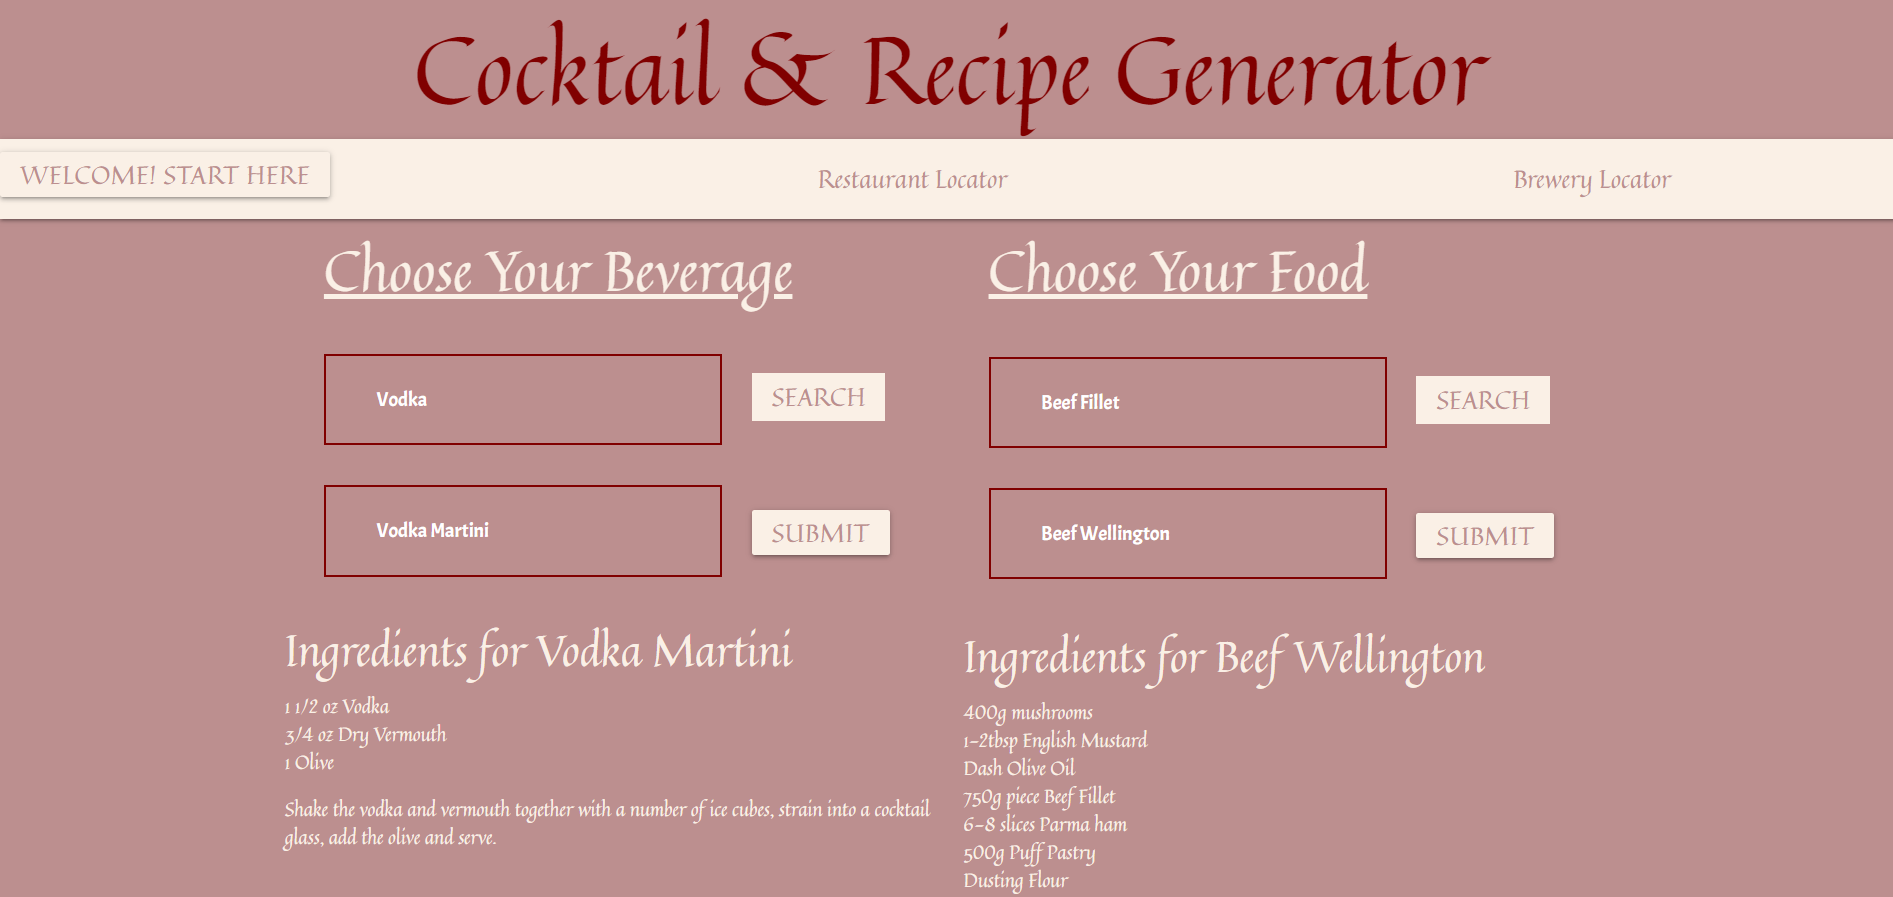 Cocktail & Recipe Generator
WELCOME! START HERE
Restaurant Locator
Brewery Locator
Choose Your Beverage
Vodka
SEARCH
Vodka Martini
SUBMIT
Ingredients for Vodka Martini
1 1/2 oz Vodka
3/4 oz Dry Vermouth
1 Olive
Shake the vodka and vermouth together with a number of ice cubes, strain into a cocktail
glass, add the olive and serve.
Choose Your Food
Beef Fillet
SEARCH
Beef Wellington
SUBMIT
Ingredients for Beef Wellington
400g mushrooms
1-2tbsp English Mustard
Dash Olive Oil
750g piece Beef Fillet
6-8 slices Parma ham
500g Puff Pastry
Dusting Flour